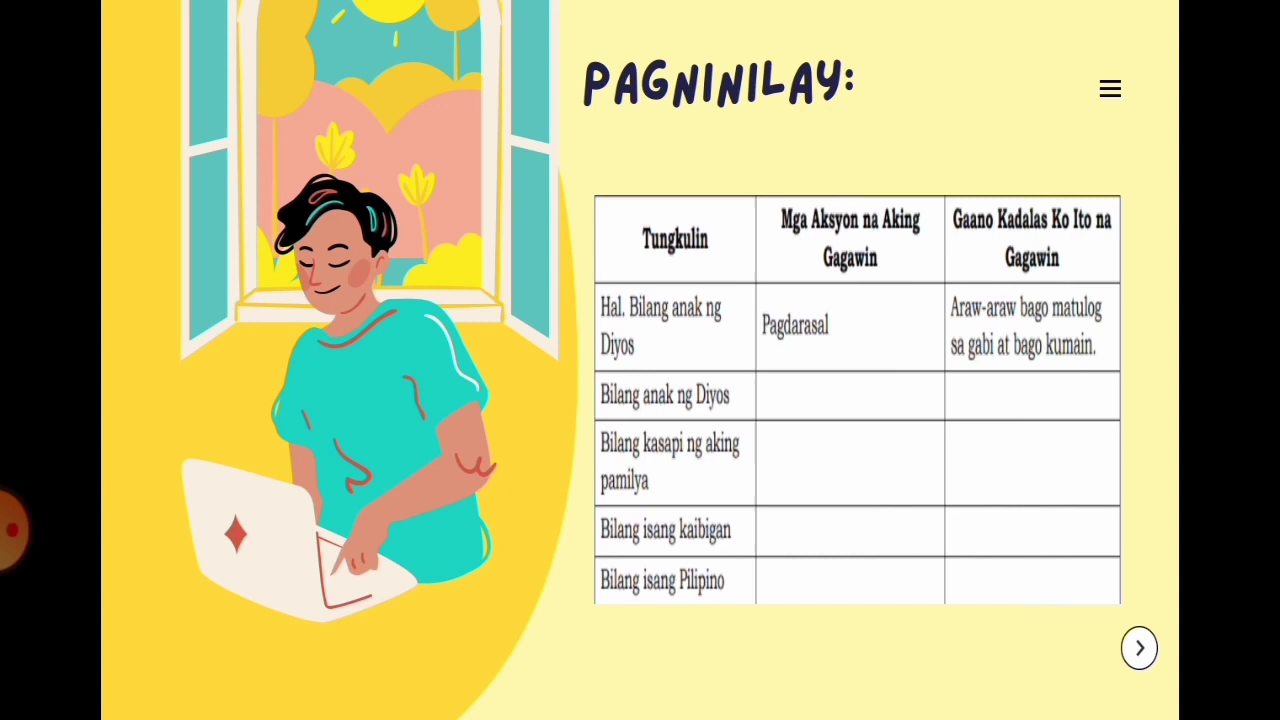 PAGNINILAY:
Tungkulin
Mga Aksyon na Aking
Gagawin
Gaano Kadalas Ko Ito na
Gagawin
Hal. Bilang anak ng
Diyos
Pagdarasal
Araw-araw bago matulog
sa gabi at bago kumain.
Bilang anak ng Diyos
Bilang kasapi ng aking
pamilya
Bilang isang kaibigan
Bilang isang Pilipino